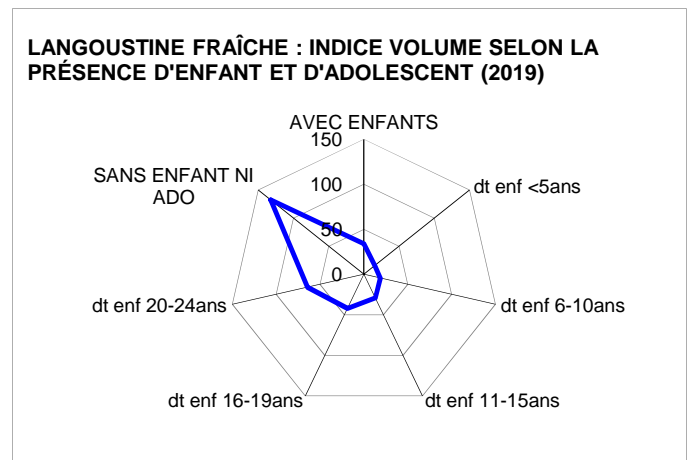 LANGOUSTINE FRAÎCHE : INDICE VOLUME SELON LA
PRÉSENCE D'ENFANT ET D'ADOLESCENT (2019)
AVEC ENFANTS
150
100
50
0
dt enf <5ans
dt enf 6-10ans
dt enf 11-15ans
dt enf 16-19ans
dt enf 20-24ans
SANS ENFANT NI
ADO